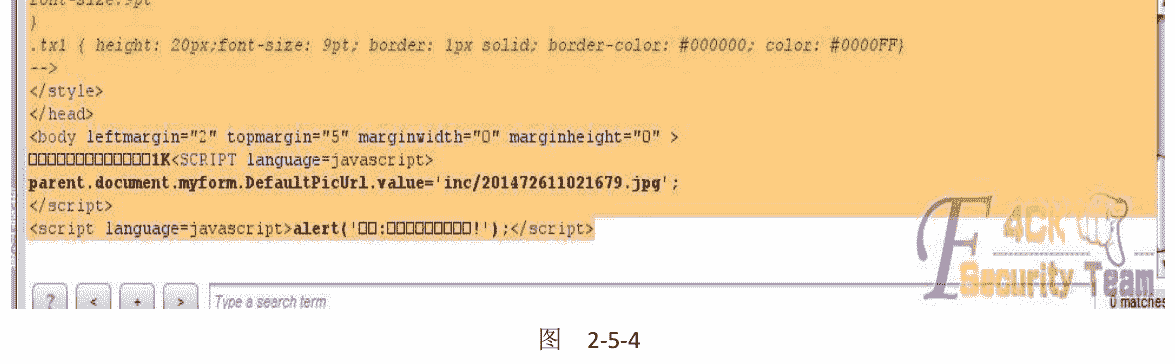 font-size:9pt
}
.tx1 { height: 20px;font-size: 9pt; border: 1px solid; border-color: #000000; color: #0000FF}
-->
</style>
</head>
<body leftmargin="2" topmargin="5" marginwidth="0" marginheight="0" >
□□□□□□□□□□□□□1K<SCRIPT language=javascript>
parent.document.myform.DefaultPicUrl.value='inc/201472611021679.jpg';
</script>
<script language=javascript>alert('□□:□□□□□□□□□!');</script>
F4CK
Security Team
? < + >
Type a search term
0 matches
图 2-5-4